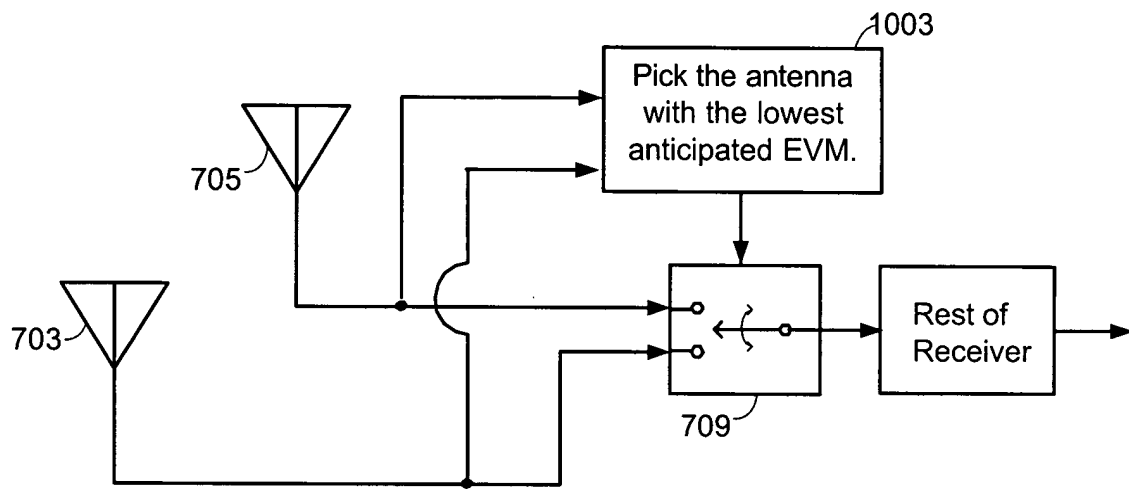 1003
Pick the antenna
with the lowest
anticipated EVM.
705
703
Rest of
Receiver
709